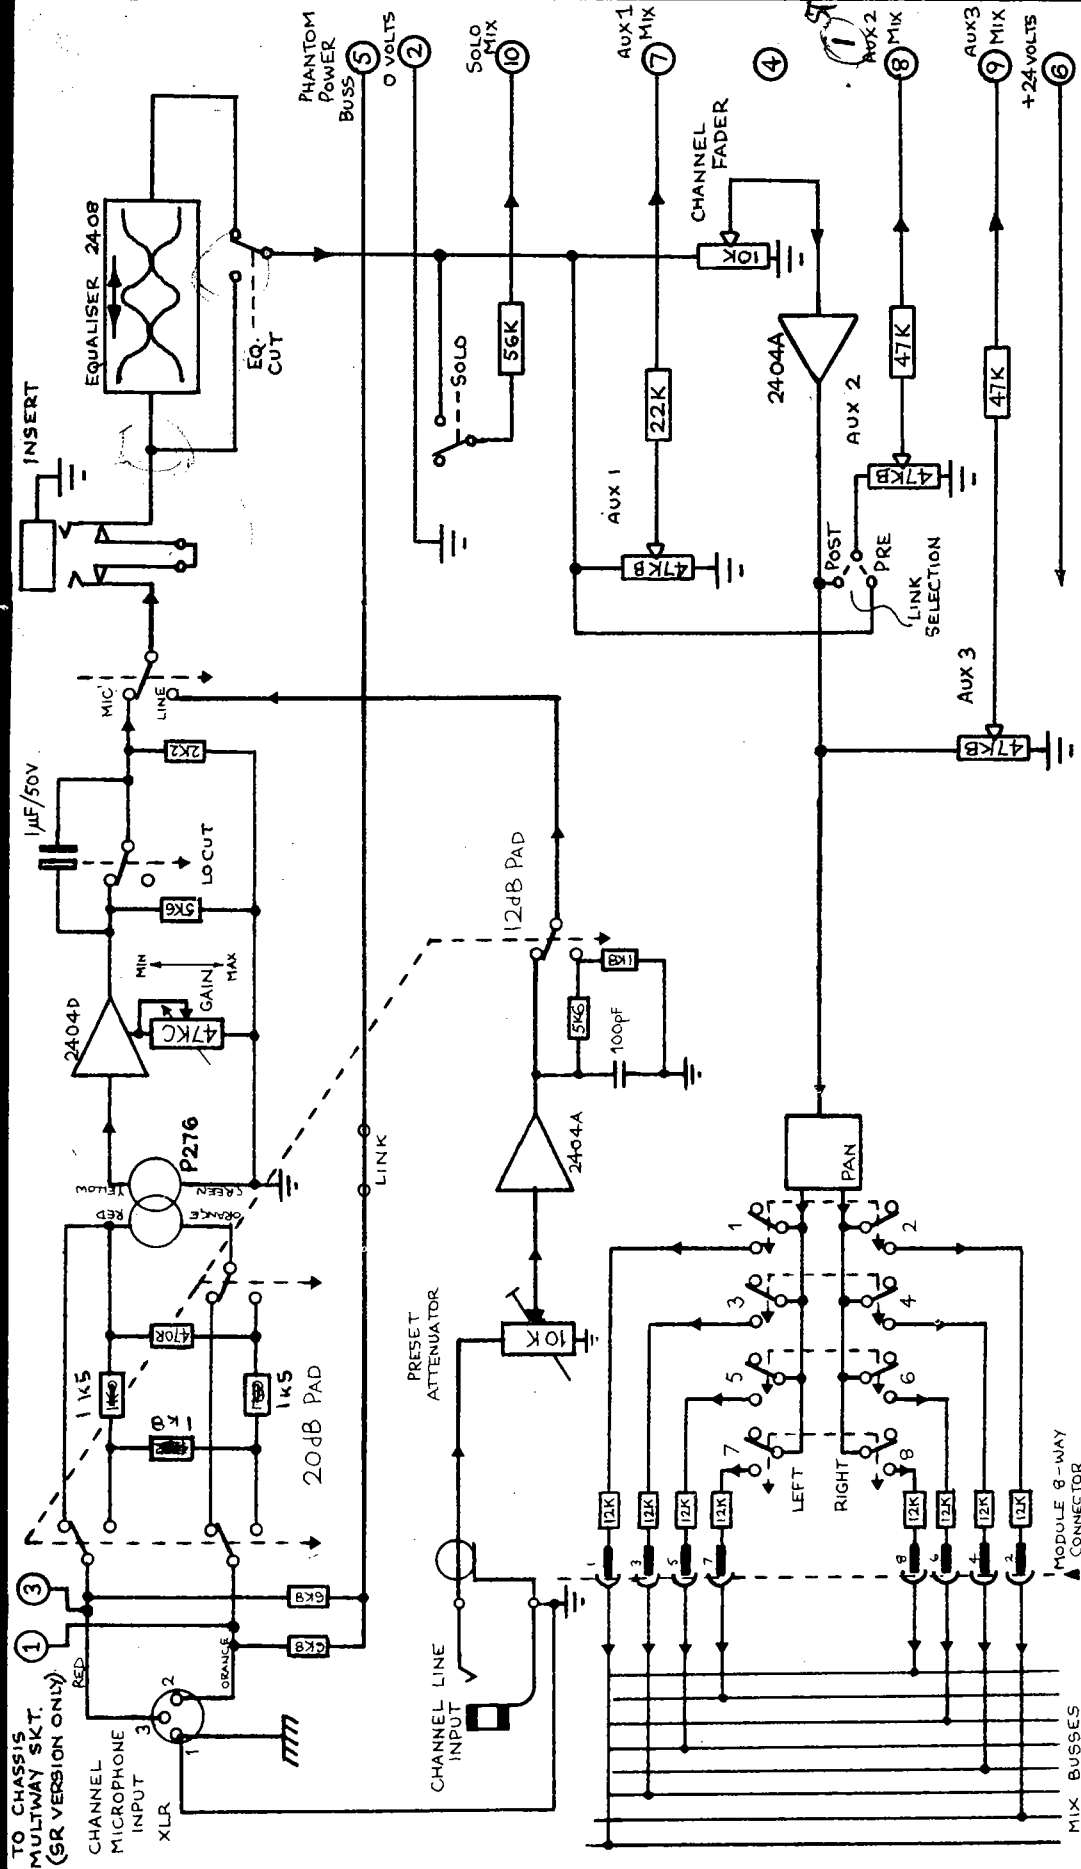 TO CHASSIS
MULTIWAY SKT.
(SR VERSION ONLY)
1
3
CHANNEL
MICROPHONE
INPUT
XLR
RED
ORANGE
1
2
3
6K8
6K8
1K5
1K8
1K5
470R
20dB PAD
RED
ORANGE
YELLOW
GREEN
P276
2404D
MIN
GAIN
MAX
47KC
5K6
LO CUT
1µF/50V
2K2
MIC'
LINE
INSERT
EQUALISER 2408
EQ.
CUT
PHANTOM
POWER
BUSS
5
0 VOLTS
2
SOLO
MIX
10
AUX 1
MIX
7
4
1
AUX 2
MIX
8
AUX3
MIX
9
+24 VOLTS
6
LINK
SOLO
56K
AUX 1
22K
47KB
CHANNEL
FADER
10K
2404A
AUX 2
47K
47KB
POST
PRE
LINK
SELECTION
AUX 3
47K
47KB
CHANNEL LINE
INPUT
PRESET
ATTENUATOR
10K
2404A
12dB PAD
5K6
1K8
100pF
PAN
LEFT
RIGHT
1
2
3
4
5
6
7
8
12K
12K
12K
12K
12K
12K
12K
12K
1
3
5
7
8
6
4
2
MODULE 8-WAY
CONNECTOR
MIX BUSSES